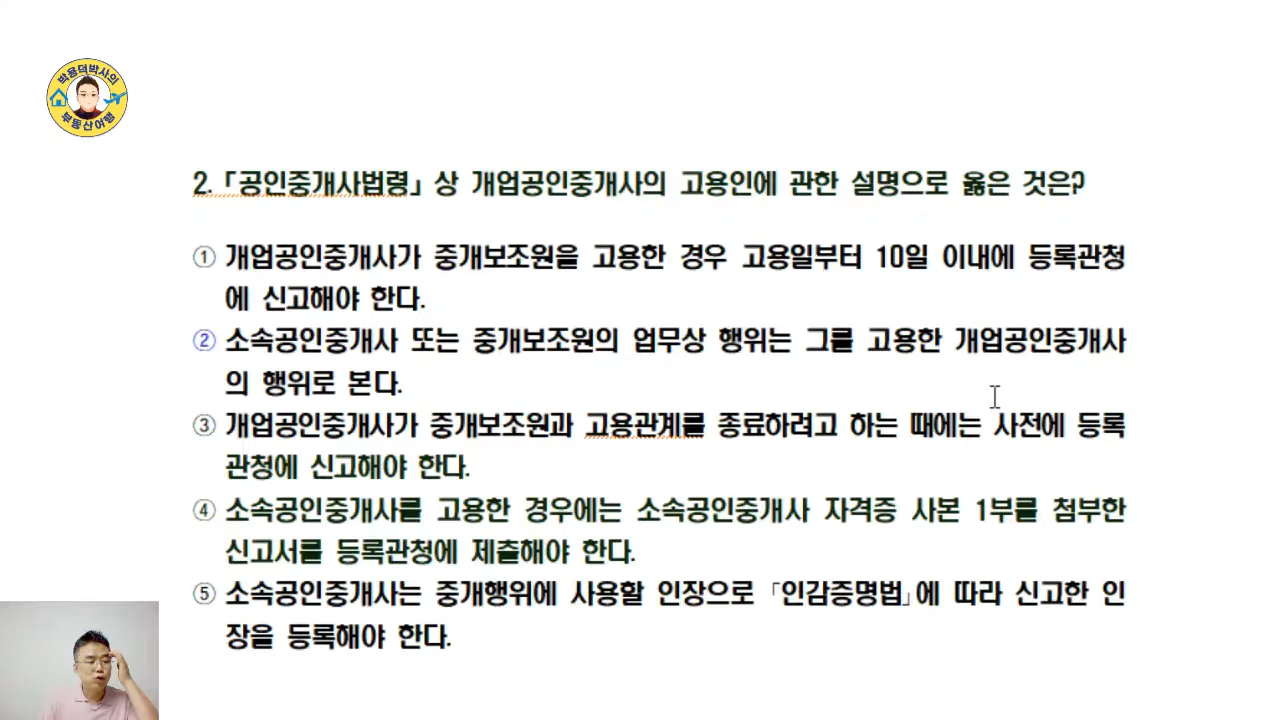 박용덕박사의
부동산여행
2. 「공인중개사법령」 상 개업공인중개사의 고용인에 관한 설명으로 옳은 것은?
① 개업공인중개사가 중개보조원을 고용한 경우 고용일부터 10일 이내에 등록관청
에 신고해야 한다.
② 소속공인중개사 또는 중개보조원의 업무상 행위는 그를 고용한 개업공인중개사
의 행위로 본다.
③ 개업공인중개사가 중개보조원과 고용관계를 종료하려고 하는 때에는 사전에 등록
관청에 신고해야 한다.
④ 소속공인중개사를 고용한 경우에는 소속공인중개사 자격증 사본 1부를 첨부한
신고서를 등록관청에 제출해야 한다.
⑤ 소속공인중개사는 중개행위에 사용할 인장으로 「인감증명법」에 따라 신고한 인
장을 등록해야 한다.